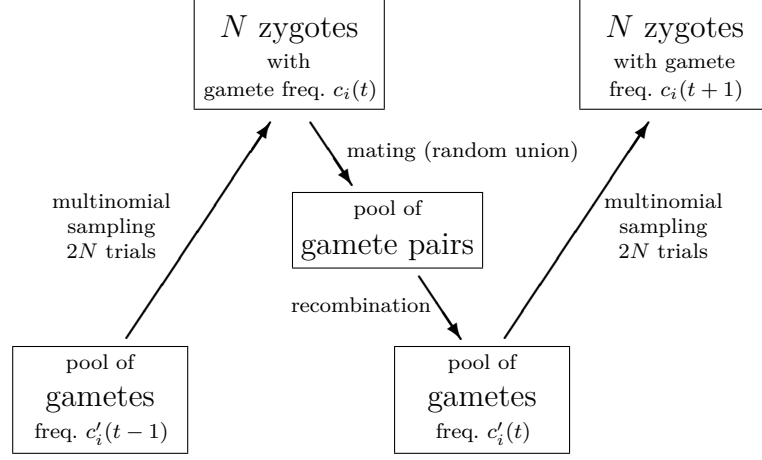 N zygotes
with
gamete freq. c_i(t)
N zygotes
with gamete
freq. c_i(t + 1)
mating (random union)
multinomial
sampling
2N trials
pool of
gamete pairs
multinomial
sampling
2N trials
recombination
pool of
gametes
freq. c'_i(t − 1)
pool of
gametes
freq. c'_i(t)